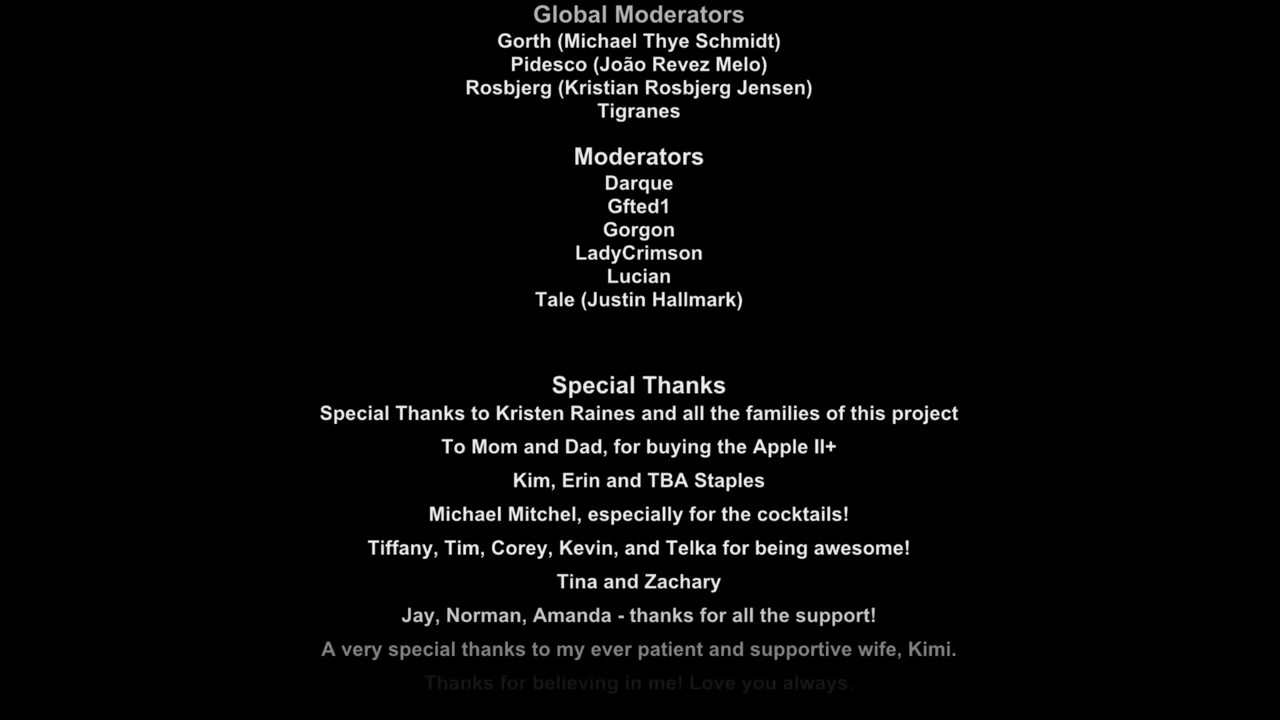 Global Moderators
Gorth (Michael Thye Schmidt)
Pidesco (João Revez Melo)
Rosbjerg (Kristian Rosbjerg Jensen)
Tigranes
Moderators
Darque
Gfted1
Gorgon
LadyCrimson
Lucian
Tale (Justin Hallmark)
Special Thanks
Special Thanks to Kristen Raines and all the families of this project
To Mom and Dad, for buying the Apple II+
Kim, Erin and TBA Staples
Michael Mitchel, especially for the cocktails!
Tiffany, Tim, Corey, Kevin, and Telka for being awesome!
Tina and Zachary
Jay, Norman, Amanda - thanks for all the support!
A very special thanks to my ever patient and supportive wife, Kimi.
Thanks for believing in me! Love you always.